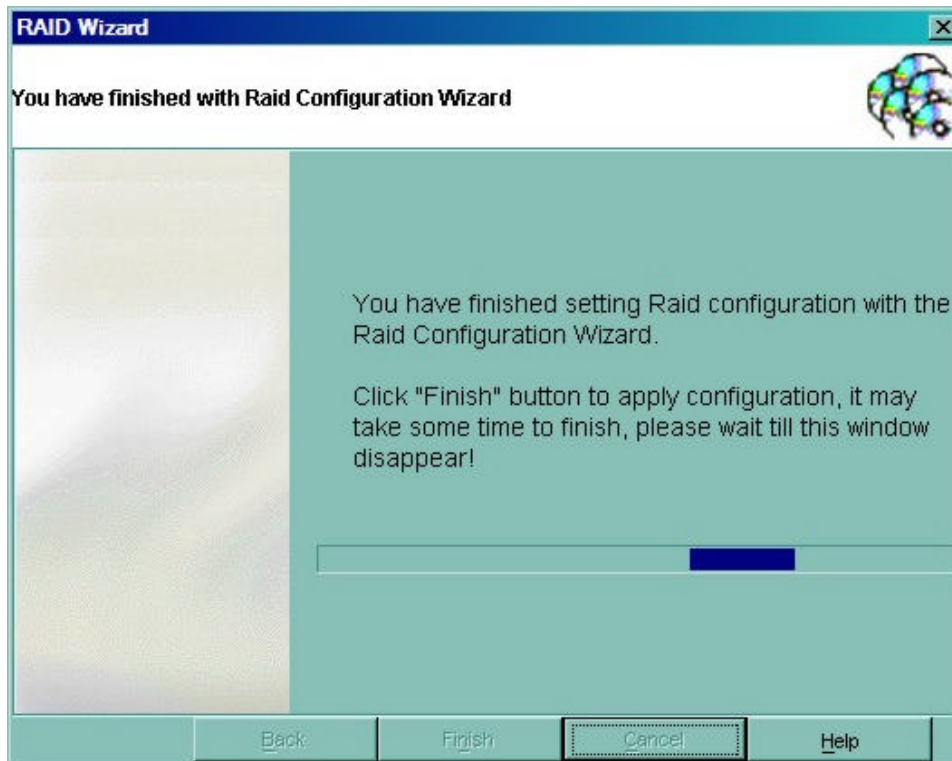 RAID Wizard
You have finished with Raid Configuration Wizard
You have finished setting Raid configuration with the
Raid Configuration Wizard.
Click "Finish" button to apply configuration, it may
take some time to finish, please wait till this window
disappear!
Back Finish Cancel Help